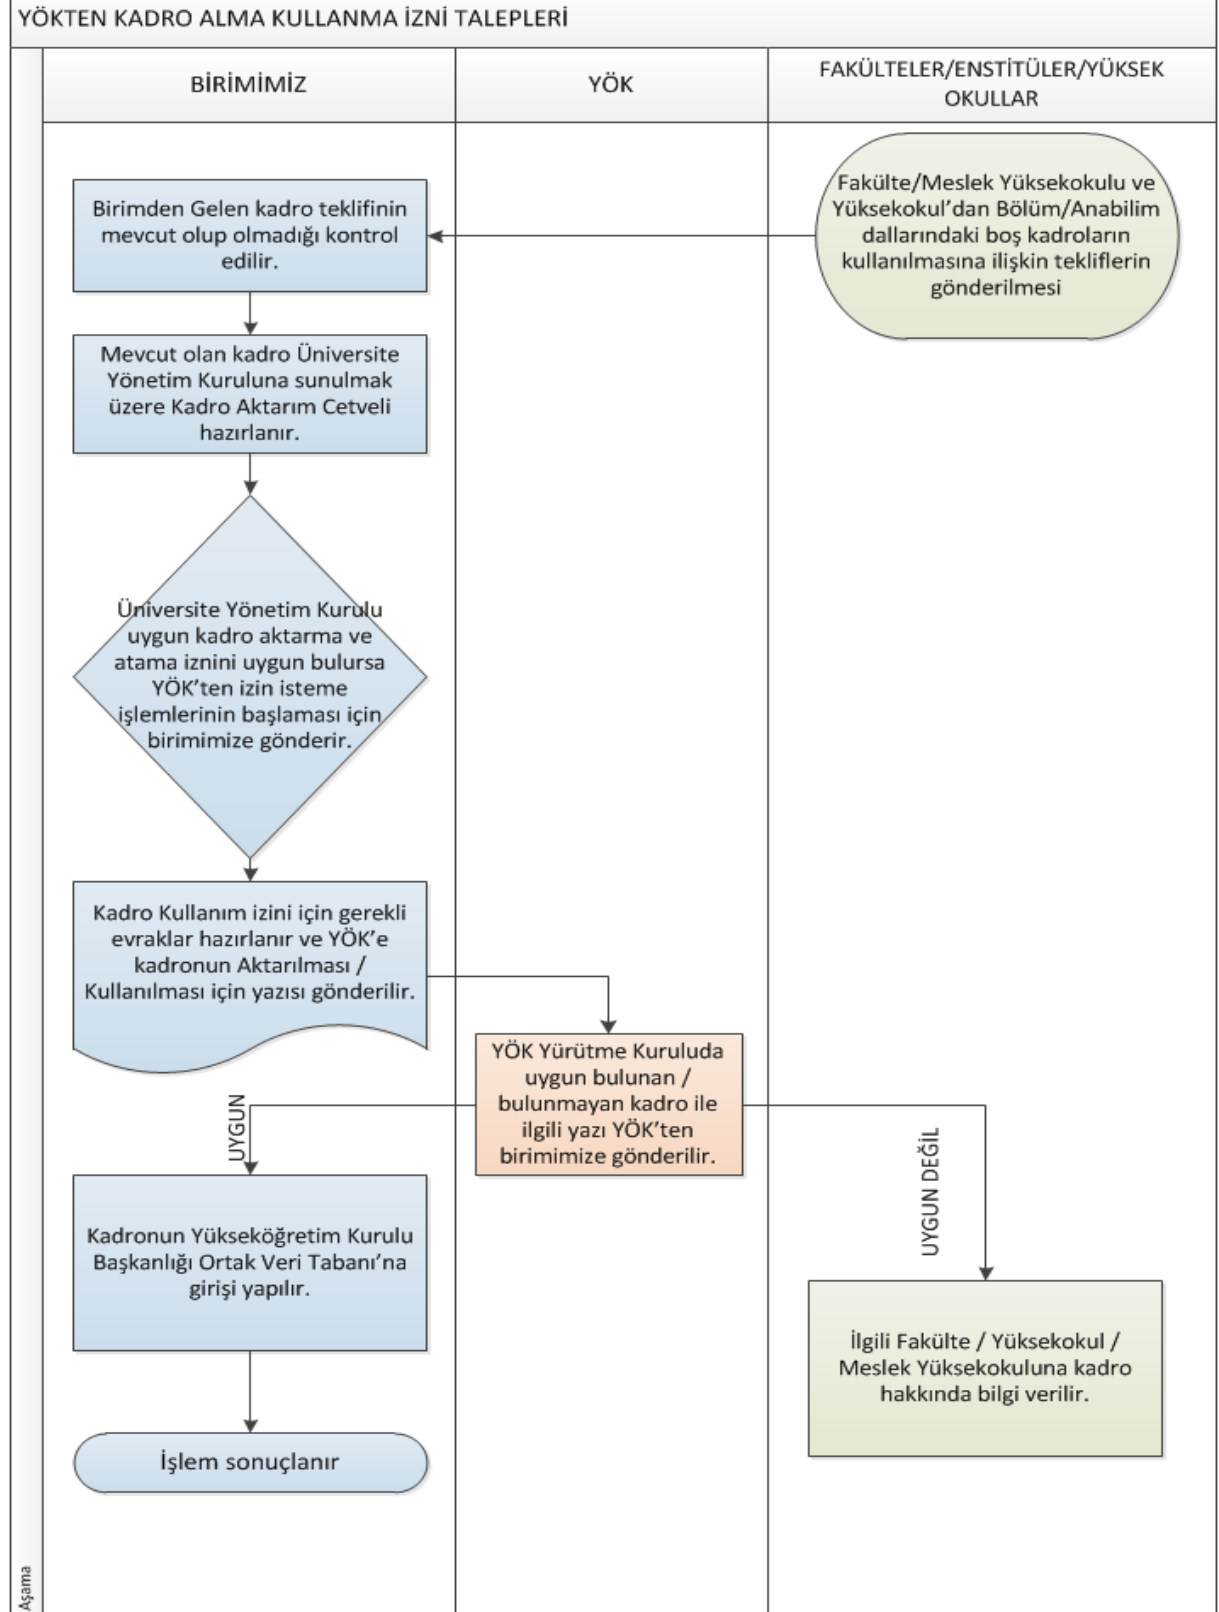 YÖKTEN KADRO ALMA KULLANMA İZNİ TALEPLERİ
BİRİMİMİZ
YÖK
FAKÜLTELER/ENSTİTÜLER/YÜKSEK
OKULLAR
Fakülte/Meslek Yüksekokulu ve
Yüksekokul’dan Bölüm/Anabilim
dallarındaki boş kadroların
kullanılmasına ilişkin tekliflerin
gönderilmesi
Birimden Gelen kadro teklifinin
mevcut olup olmadığı kontrol
edilir.
Mevcut olan kadro Üniversite
Yönetim Kuruluna sunulmak
üzere Kadro Aktarım Cetveli
hazırlanır.
Üniversite Yönetim Kurulu
uygun kadro aktarma ve
atama iznini uygun bulursa
YÖK’ten izin isteme
işlemlerinin başlaması için
birimimize gönderir.
Kadro Kullanım izini için gerekli
evraklar hazırlanır ve YÖK’e
kadronun Aktarılması /
Kullanılması için yazısı gönderilir.
YÖK Yürütme Kuruluda
uygun bulunan /
bulunmayan kadro ile
ilgili yazı YÖK’ten
birimimize gönderilir.
UYGUN
UYGUN DEĞİL
Kadronun Yükseköğretim Kurulu
Başkanlığı Ortak Veri Tabanı’na
girişi yapılır.
İlgili Fakülte / Yüksekokul /
Meslek Yüksekokuluna kadro
hakkında bilgi verilir.
İşlem sonuçlanır
Aşama